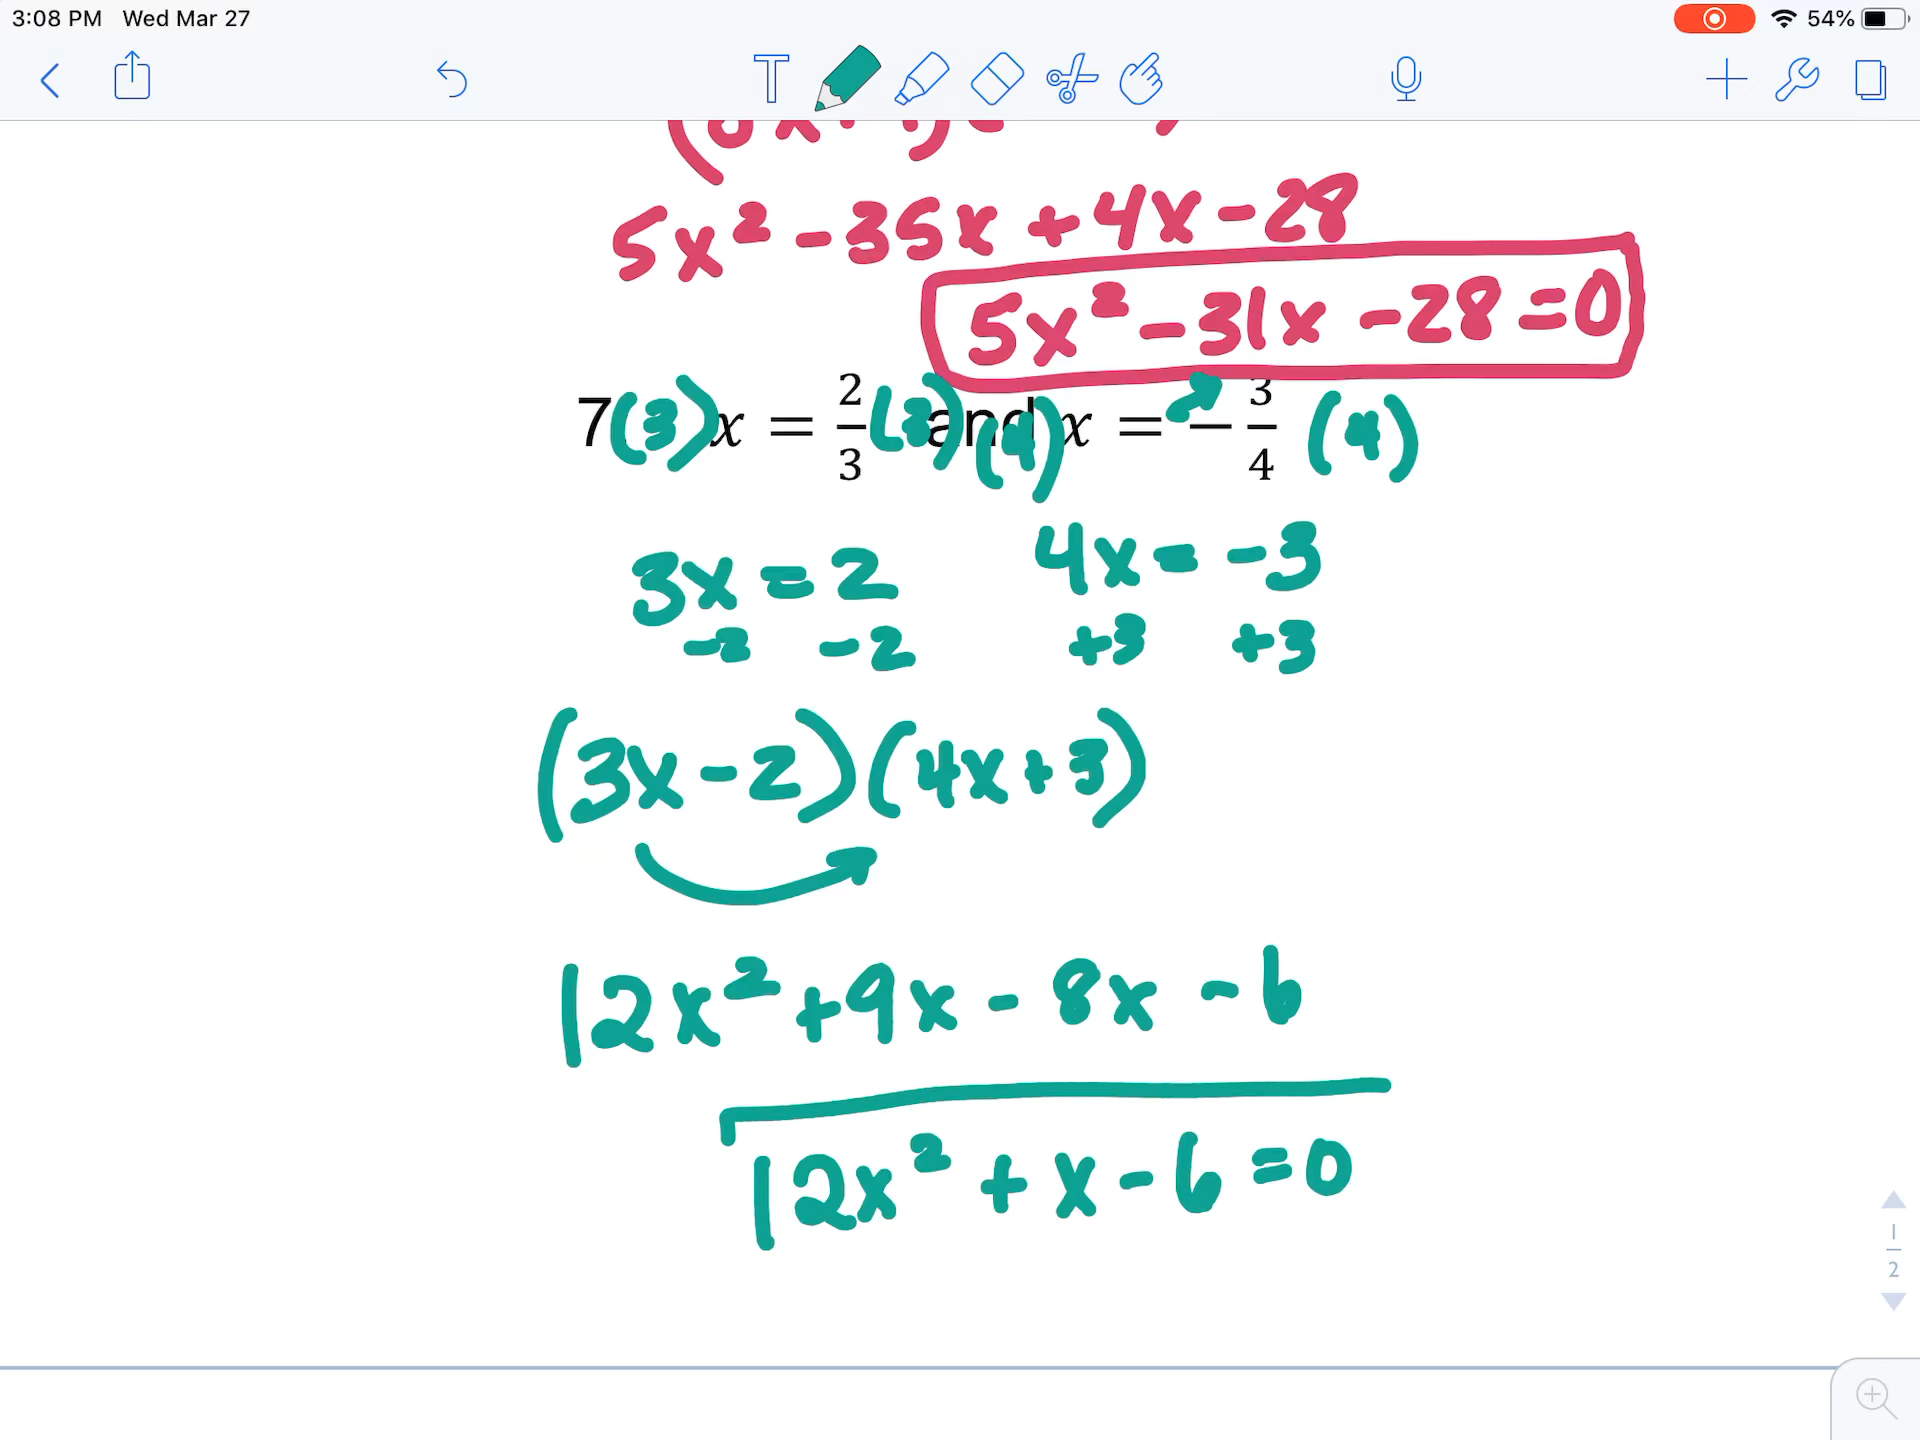 3:08 PM Wed Mar 27 54%
T
5x² -35x +4x-28
5x² -31x -28=0
7 (3) x = 2/3 (3) and (4) x = - 3/4 (4)
3x = 2 4x = -3
-2 -2 +3 +3
(3x-2)(4x+3)
12x² +9x - 8x - 6
12x² + x - 6 = 0
1
2